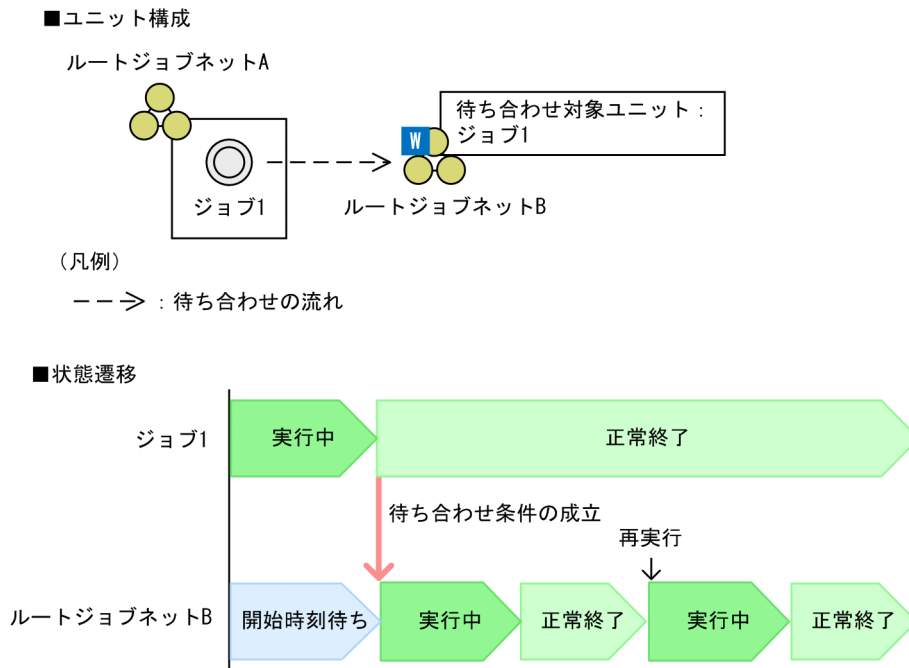 ■ユニット構成
ルートジョブネットA
待ち合わせ対象ユニット：
ジョブ1
W
ジョブ1
ルートジョブネットB
（凡例）
：待ち合わせの流れ
■状態遷移
ジョブ1
実行中
正常終了
待ち合わせ条件の成立
再実行
ルートジョブネットB
開始時刻待ち
実行中
正常終了
実行中
正常終了